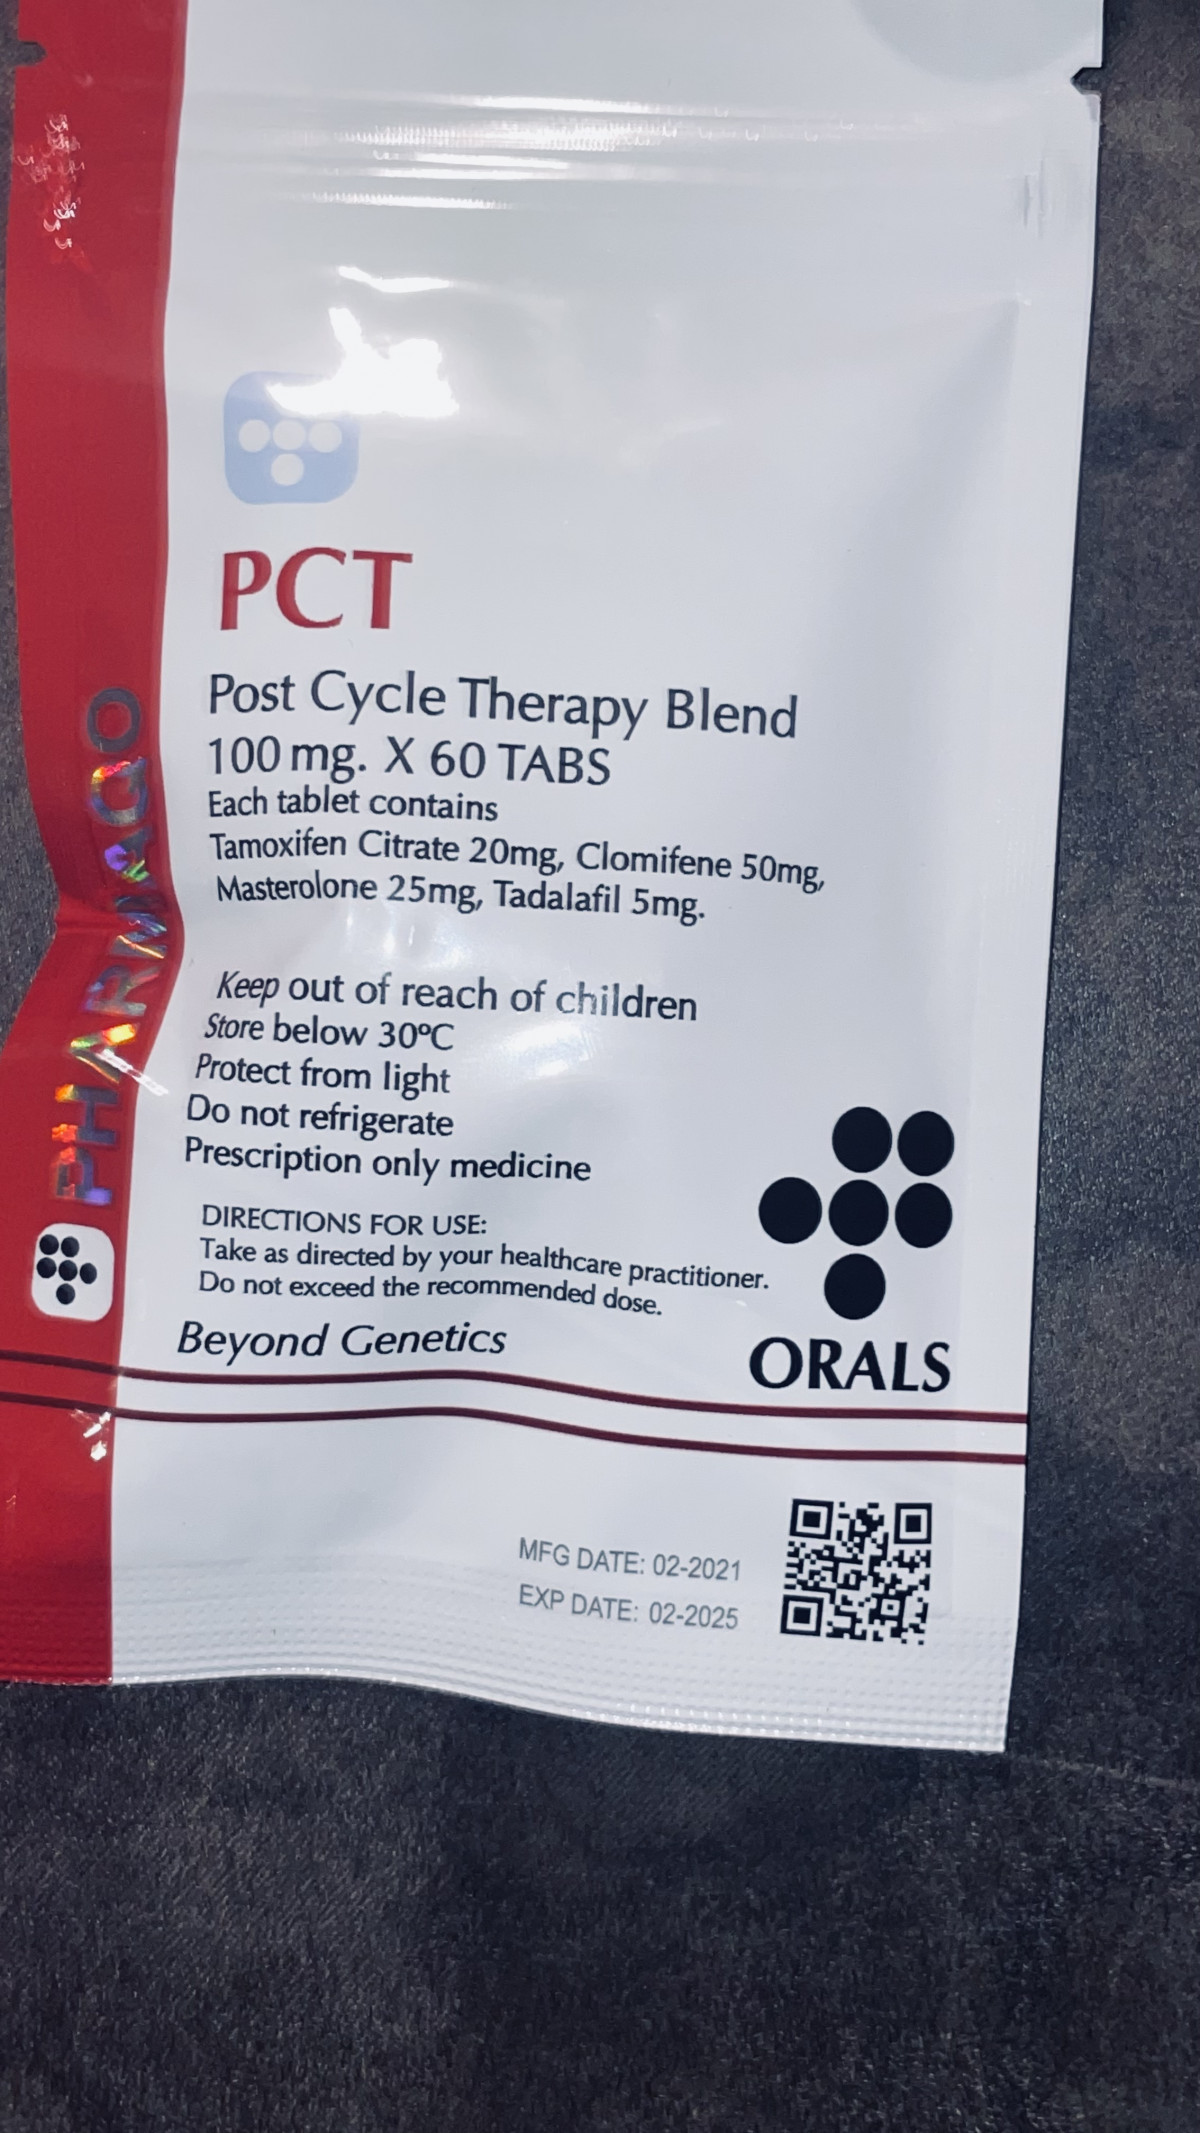 PHARMAQO
PCT
Post Cycle Therapy Blend
100 mg. X 60 TABS
Each tablet contains
Tamoxifen Citrate 20mg, Clomifene 50mg,
Masterolone 25mg, Tadalafil 5mg.
Keep out of reach of children
Store below 30ºC
Protect from light
Do not refrigerate
Prescription only medicine
DIRECTIONS FOR USE:
Take as directed by your healthcare practitioner.
Do not exceed the recommended dose.
Beyond Genetics
ORALS
MFG DATE: 02-2021
EXP DATE: 02-2025